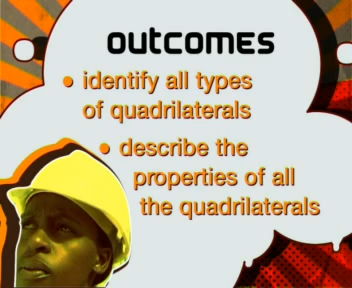 outcomes
• identify all types
of quadrilaterals
• describe the
properties of all
the quadrilaterals